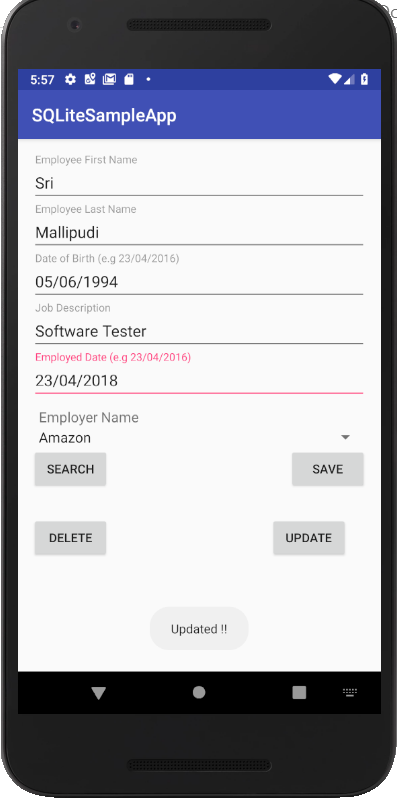 5:57
SQLiteSampleApp
Employee First Name
Sri
Employee Last Name
Mallipudi
Date of Birth (e.g 23/04/2016)
05/06/1994
Job Description
Software Tester
Employed Date (e.g 23/04/2016)
23/04/2018
Employer Name
Amazon
SEARCH SAVE
DELETE UPDATE
Updated !!